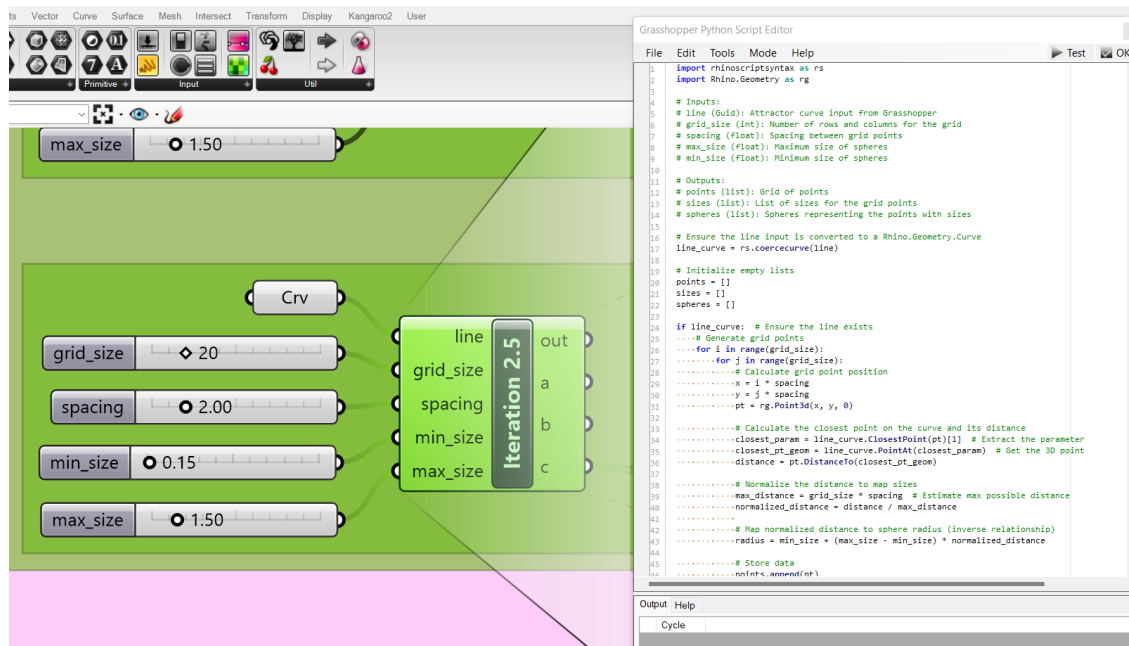 ts Vector Curve Surface Mesh Intersect Transform Display Kangaroo2 User
Primitive + Input + Util +
max_size 1.50
Crv
grid_size 20
spacing 2.00
min_size 0.15
max_size 1.50
line
grid_size
spacing
min_size
max_size
Iteration 2.5
out
a
b
c
Grasshopper Python Script Editor
File Edit Tools Mode Help Test OK
1 import rhinoscriptsyntax as rs
2 import Rhino.Geometry as rg
3
4 # Inputs:
5 # line (Guid): Attractor curve input from Grasshopper
6 # grid_size (int): Number of rows and columns for the grid
7 # spacing (float): Spacing between grid points
8 # max_size (float): Maximum size of spheres
9 # min_size (float): Minimum size of spheres
10
11 # Outputs:
12 # points (list): Grid of points
13 # sizes (list): List of sizes for the grid points
14 # spheres (list): Spheres representing the points with sizes
15
16 # Ensure the line input is converted to a Rhino.Geometry.Curve
17 line_curve = rs.coercecurve(line)
18
19 # Initialize empty lists
20 points = []
21 sizes = []
22 spheres = []
23
24 if line_curve: # Ensure the line exists
25 ····# Generate grid points
26 ····for i in range(grid_size):
27 ········for j in range(grid_size):
28 ············# Calculate grid point position
29 ············x = i * spacing
30 ············y = j * spacing
31 ············pt = rg.Point3d(x, y, 0)
32
33 ············# Calculate the closest point on the curve and its distance
34 ············closest_param = line_curve.ClosestPoint(pt)[1] # Extract the parameter
35 ············closest_pt_geom = line_curve.PointAt(closest_param) # Get the 3D point
36 ············distance = pt.DistanceTo(closest_pt_geom)
37
38 ············# Normalize the distance to map sizes
39 ············max_distance = grid_size * spacing # Estimate max possible distance
40 ············normalized_distance = distance / max_distance
41 ············
42 ············# Map normalized distance to sphere radius (inverse relationship)
43 ············radius = min_size + (max_size - min_size) * normalized_distance
44
45 ············# Store data
46 ············points.append(pt)
Output Help
Cycle